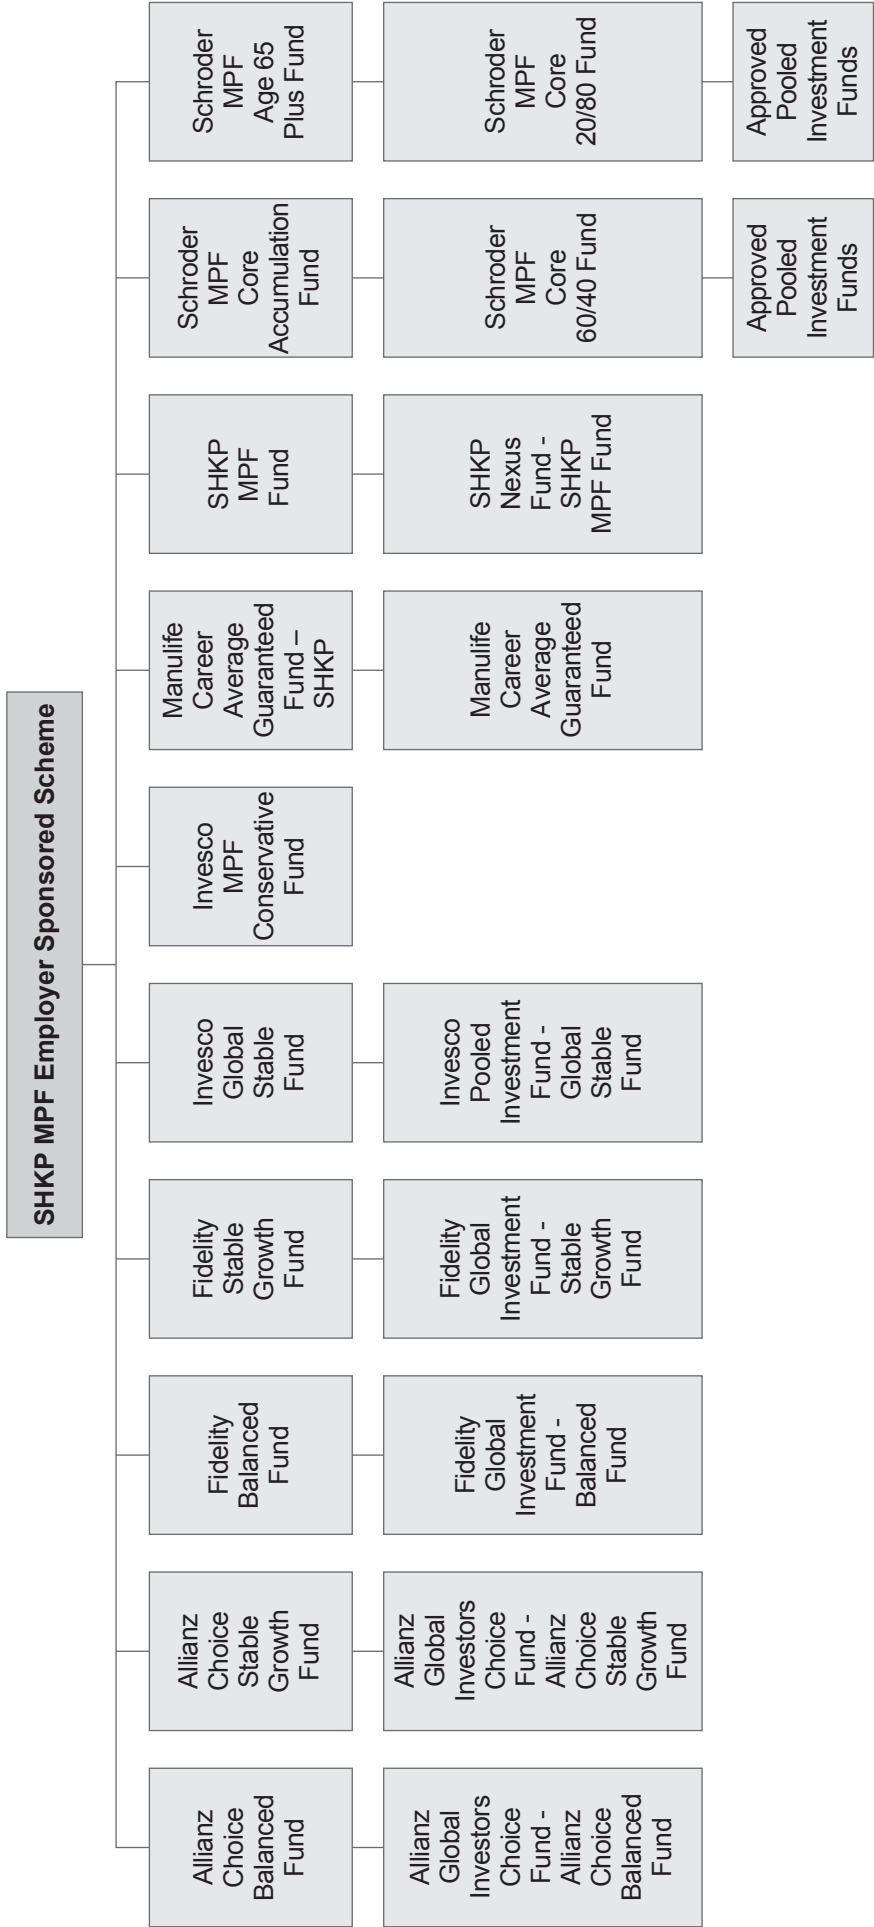 SHKP MPF Employer Sponsored Scheme
Allianz
Choice
Balanced
Fund
Allianz
Choice
Stable
Growth
Fund
Fidelity
Balanced
Fund
Fidelity
Stable
Growth
Fund
Invesco
Global
Stable
Fund
Invesco
MPF
Conservative
Fund
Manulife
Career
Average
Guaranteed
Fund –
SHKP
SHKP
MPF
Fund
Schroder
MPF
Core
Accumulation
Fund
Schroder
MPF
Age 65
Plus Fund
Allianz
Global
Investors
Choice
Fund -
Allianz
Choice
Balanced
Fund
Allianz
Global
Investors
Choice
Fund -
Allianz
Choice
Stable
Growth
Fund
Fidelity
Global
Investment
Fund -
Balanced
Fund
Fidelity
Global
Investment
Fund -
Stable
Growth
Fund
Invesco
Pooled
Investment
Fund -
Global
Stable
Fund
Manulife
Career
Average
Guaranteed
Fund
SHKP
Nexus
Fund -
SHKP
MPF Fund
Schroder
MPF
Core
60/40 Fund
Schroder
MPF
Core
20/80 Fund
Approved
Pooled
Investment
Funds
Approved
Pooled
Investment
Funds